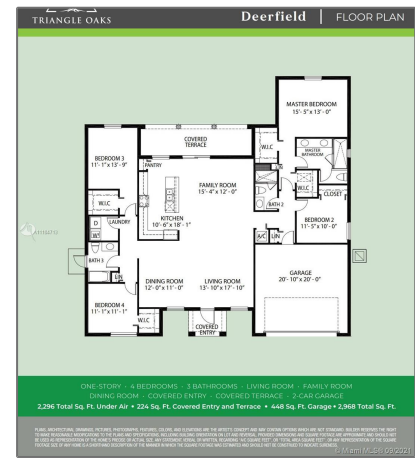 TRIANGLE OAKS
Deerfield | FLOOR PLAN
MASTER BEDROOM
15'- 5" x 13'- 0"
COVERED
TERRACE
W.I.C
MASTER
BATHROOM
BEDROOM 3
11'- 1" x 13'- 9"
PANTRY
FAMILY ROOM
15'- 4" x 12'- 0"
W.I.C
CLOSET
W.I.C
BATH 2
KITCHEN
10'- 6" x 18'- 1"
D
W
LAUNDRY
BEDROOM 2
11'- 5" x 10'- 0"
A/C
LIN
BATH 3
LIN
DINING ROOM
12'- 0" x 11'- 0"
LIVING ROOM
13'- 10" x 17'- 10"
GARAGE
20'- 10" x 20'- 0"
BEDROOM 4
11'- 1" x 11'- 1"
W.I.C
COVERED
ENTRY
ONE-STORY • 4 BEDROOMS • 3 BATHROOMS • LIVING ROOM • FAMILY ROOM
DINING ROOM • COVERED ENTRY • COVERED TERRACE • 2-CAR GARAGE
2,296 Total Sq. Ft. Under Air • 224 Sq. Ft. Covered Entry and Terrace • 448 Sq. Ft. Garage • 2,968 Total Sq. Ft.
© Miami MLS® 09/2021